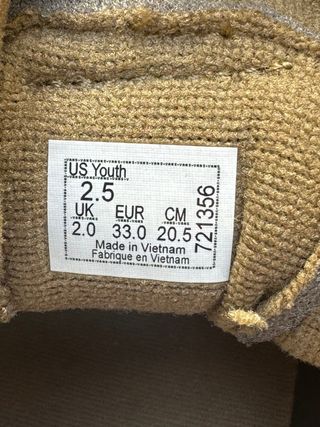 US Youth
2.5
UK EUR CM
2.0 33.0 20.5
Made in Vietnam
Fabrique en Vietnam
721356